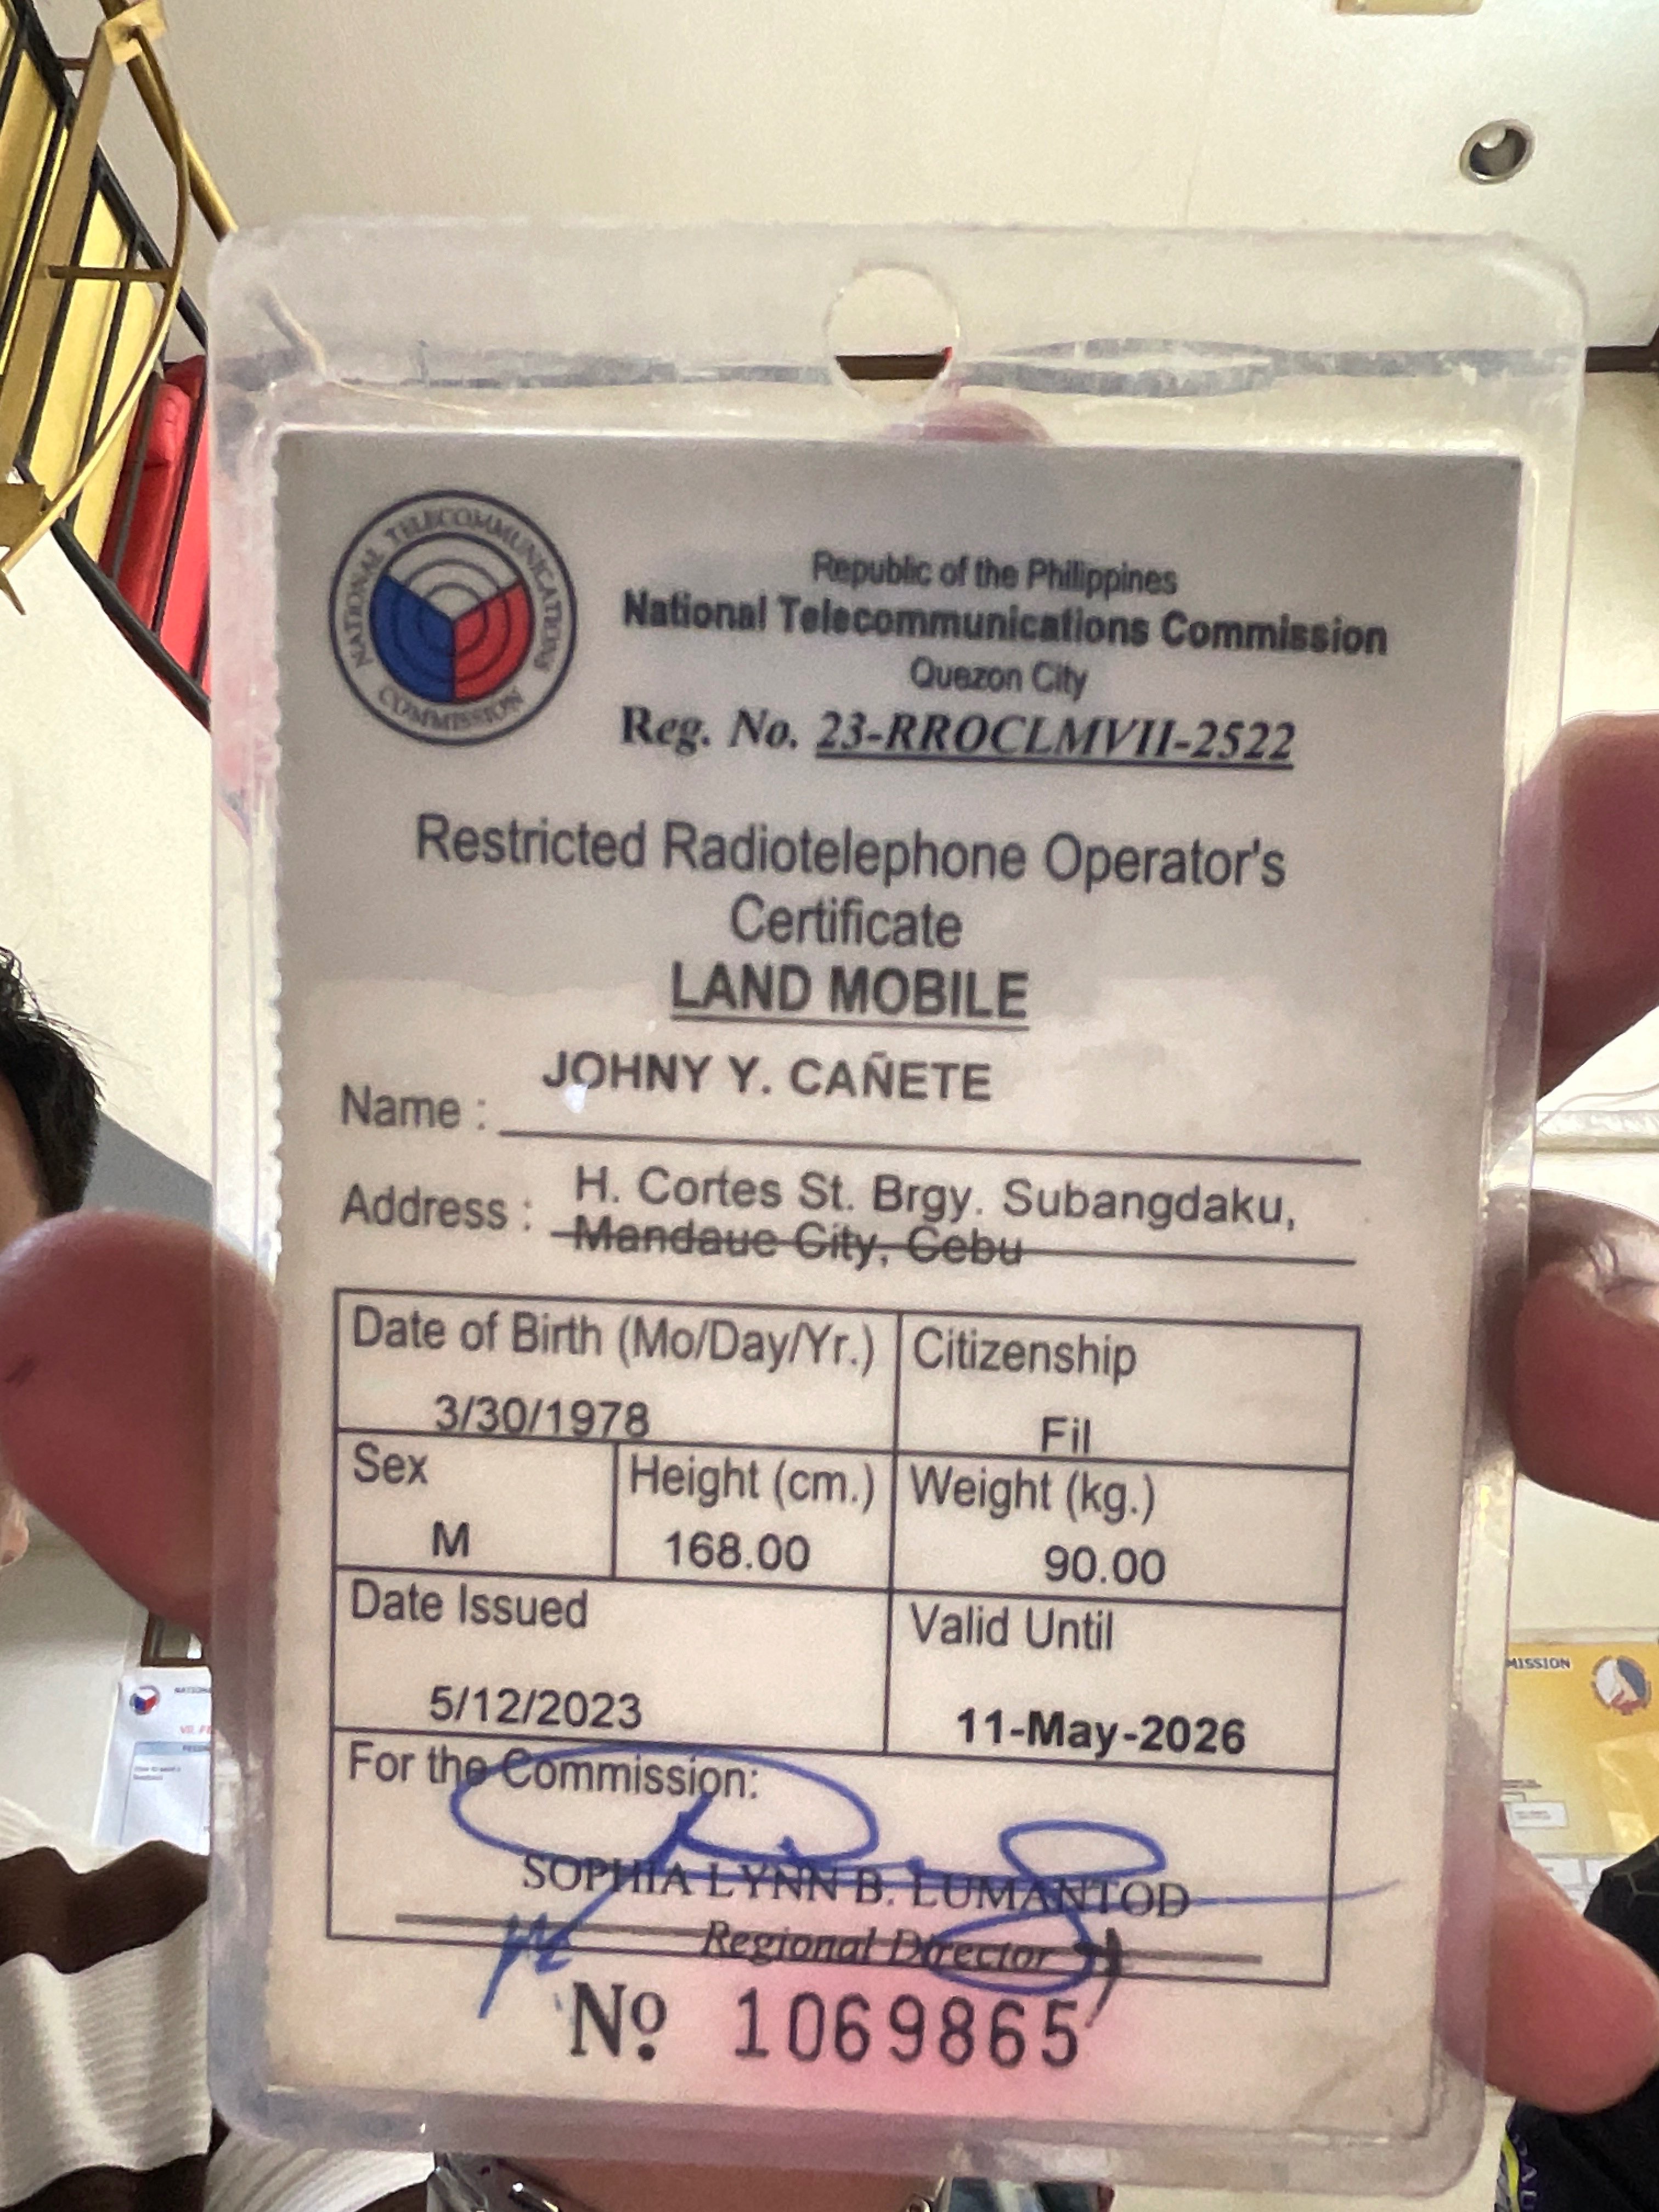 NATIONAL TELECOMMUNICATIONS
COMMISSION
Republic of the Philippines
National Telecommunications Commission
Quezon City
Reg. No. 23-RROCLMVII-2522
Restricted Radiotelephone Operator's
Certificate
LAND MOBILE
Name : JOHNY Y. CAÑETE
Address : H. Cortes St. Brgy. Subangdaku,
Mandaue City, Cebu
Date of Birth (Mo/Day/Yr.) Citizenship
3/30/1978 Fil
Sex Height (cm.) Weight (kg.)
M 168.00 90.00
Date Issued Valid Until
5/12/2023 11-May-2026
For the Commission:
SOPHIA LYNN B. LUMANTOD
Regional Director
№ 1069865
MISSION